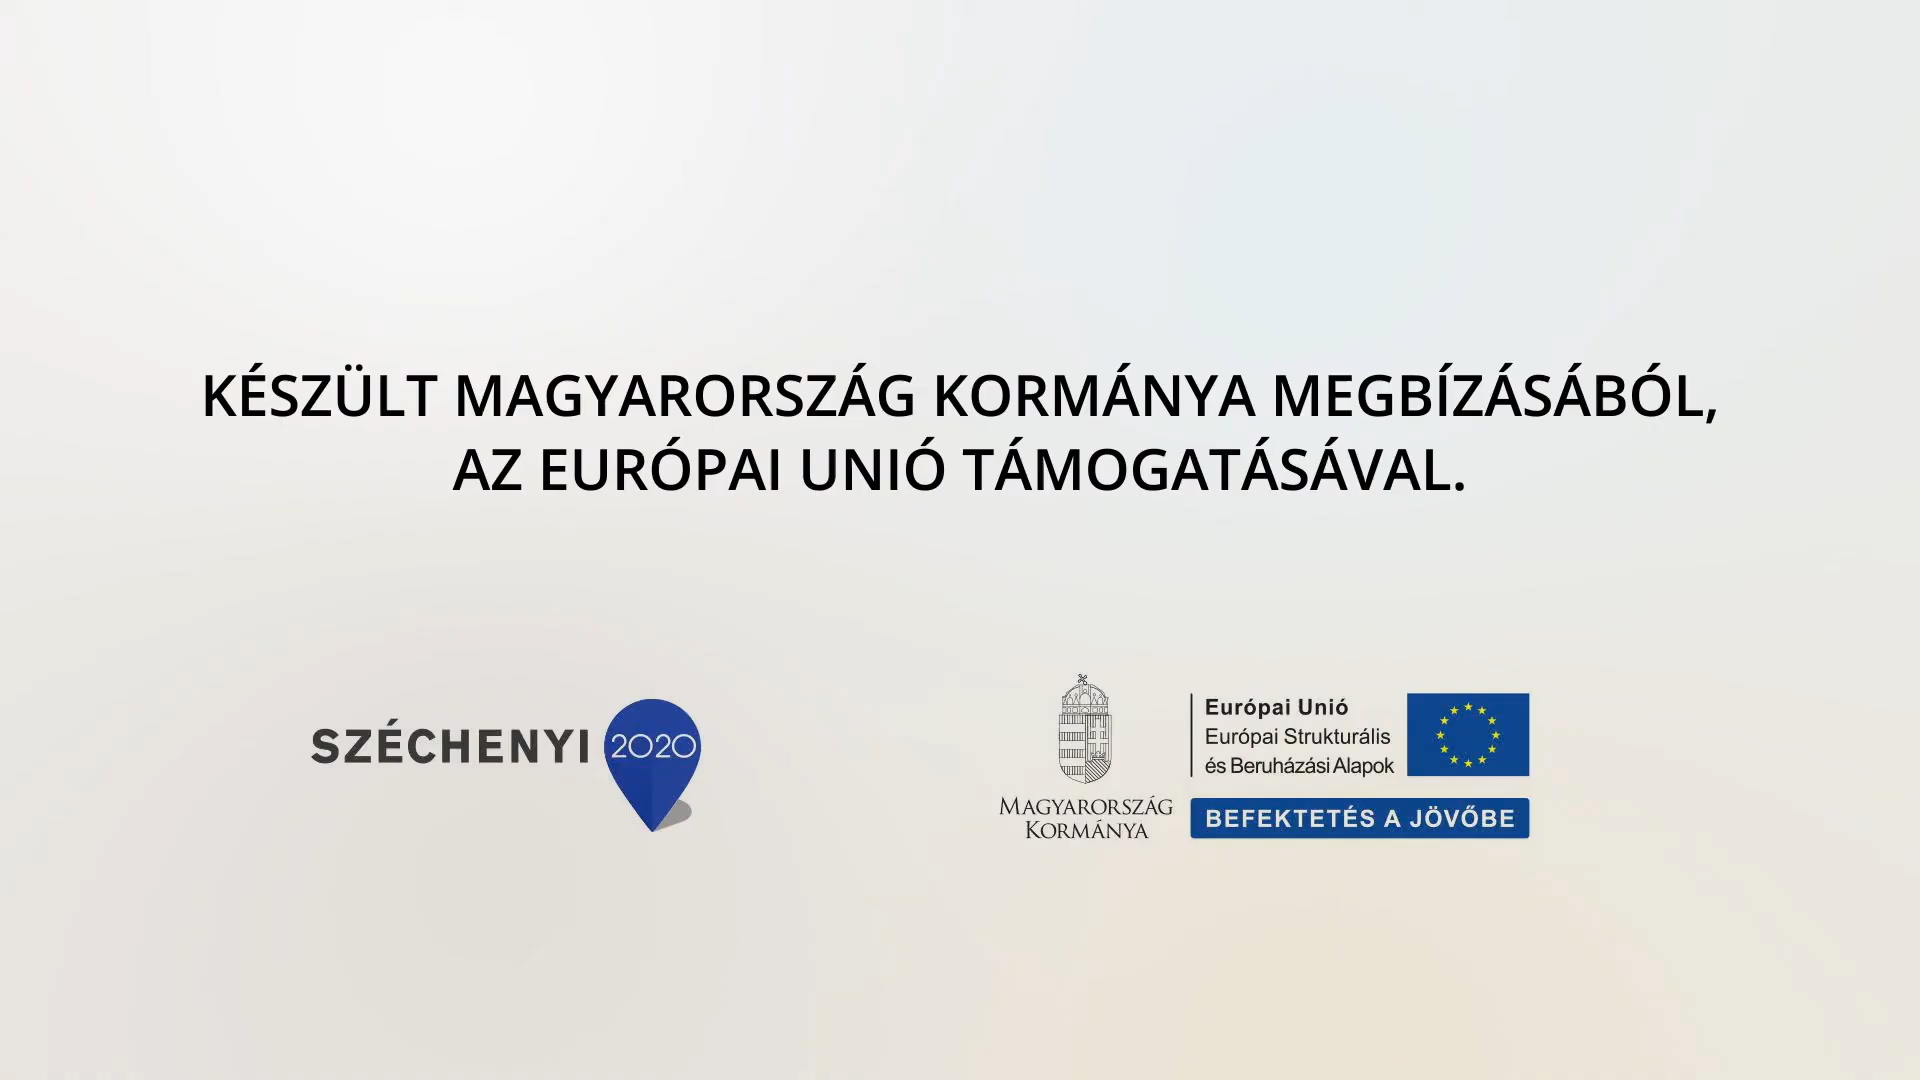 KÉSZÜLT MAGYARORSZÁG KORMÁNYA MEGBÍZÁSÁBÓL,
AZ EURÓPAI UNIÓ TÁMOGATÁSÁVAL.
SZÉCHENYI 2020
MAGYARORSZÁG
KORMÁNYA
Európai Unió
Európai Strukturális
és Beruházási Alapok
BEFEKTETÉS A JÖVŐBE